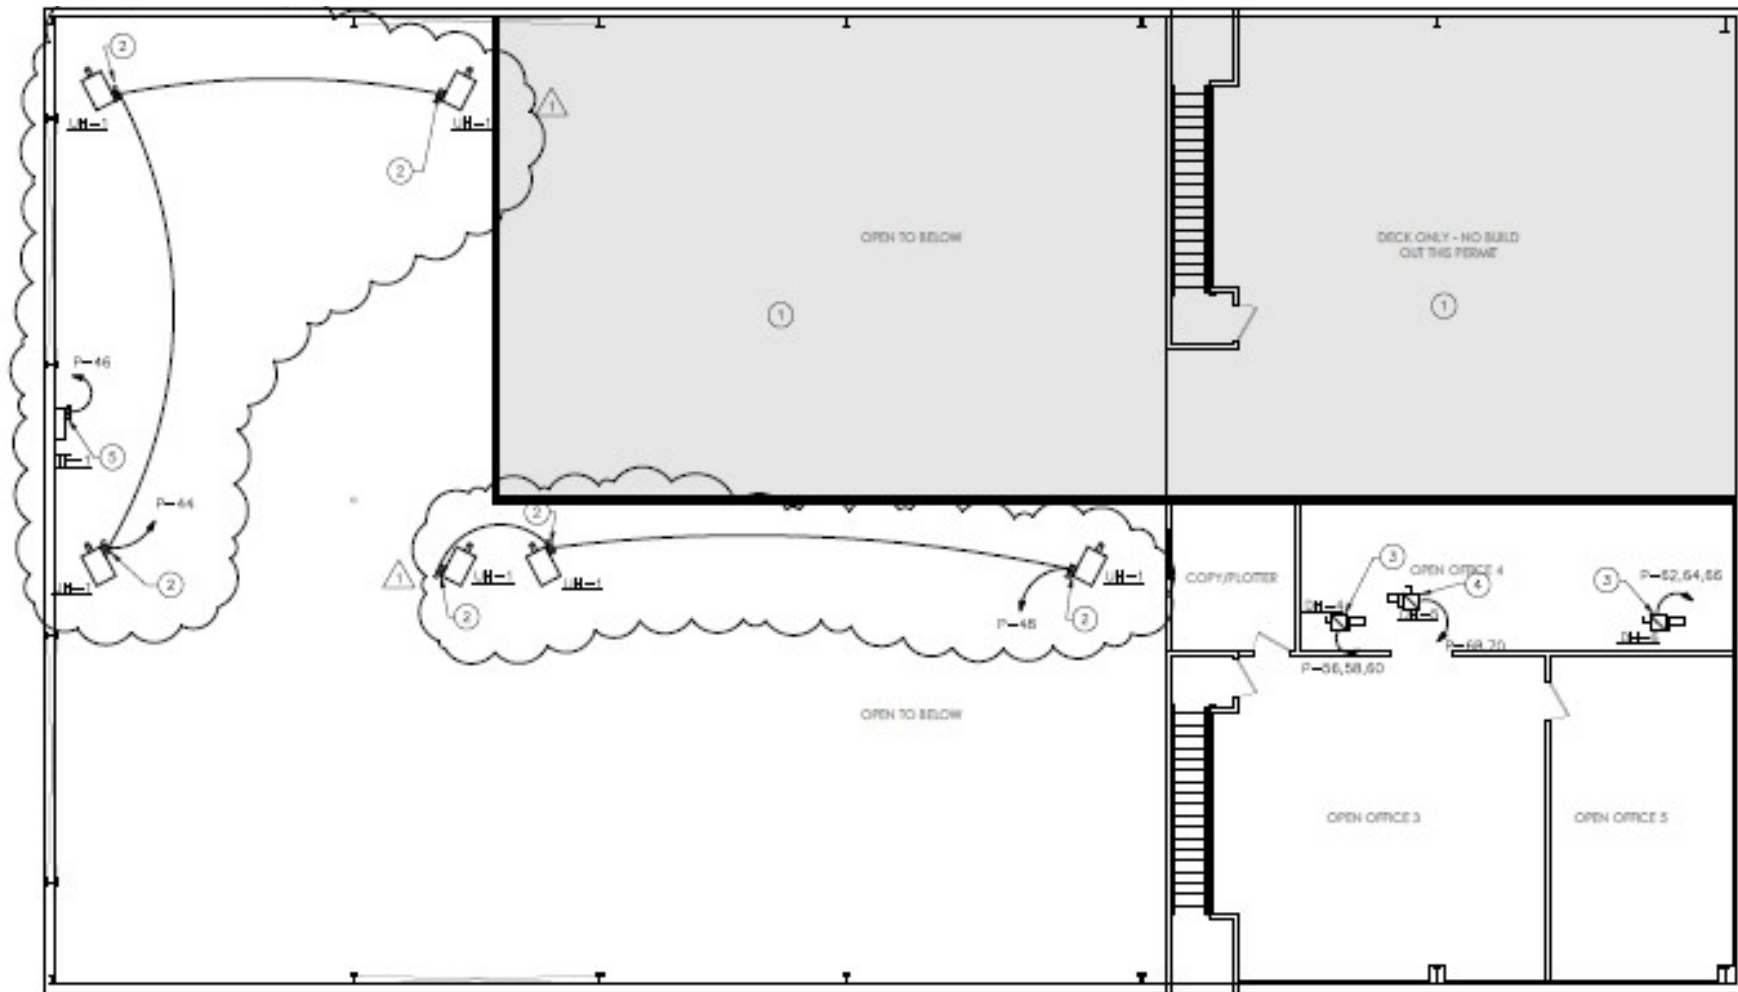 2
UH-1
UH-1
1
2
OPEN TO BELOW
DECK ONLY - NO BUILD
OUT THIS PERMIT
1
1
P-46
5
P-44
2
UH-1
2
1
UH-1
UH-1
2
P-48
2
UH-1
COPY/PLOTTER
OPEN OFFICE 4
3
4
3
P-62,64,66
P-68,70
P-56,58,60
OPEN TO BELOW
OPEN OFFICE 3
OPEN OFFICE 5